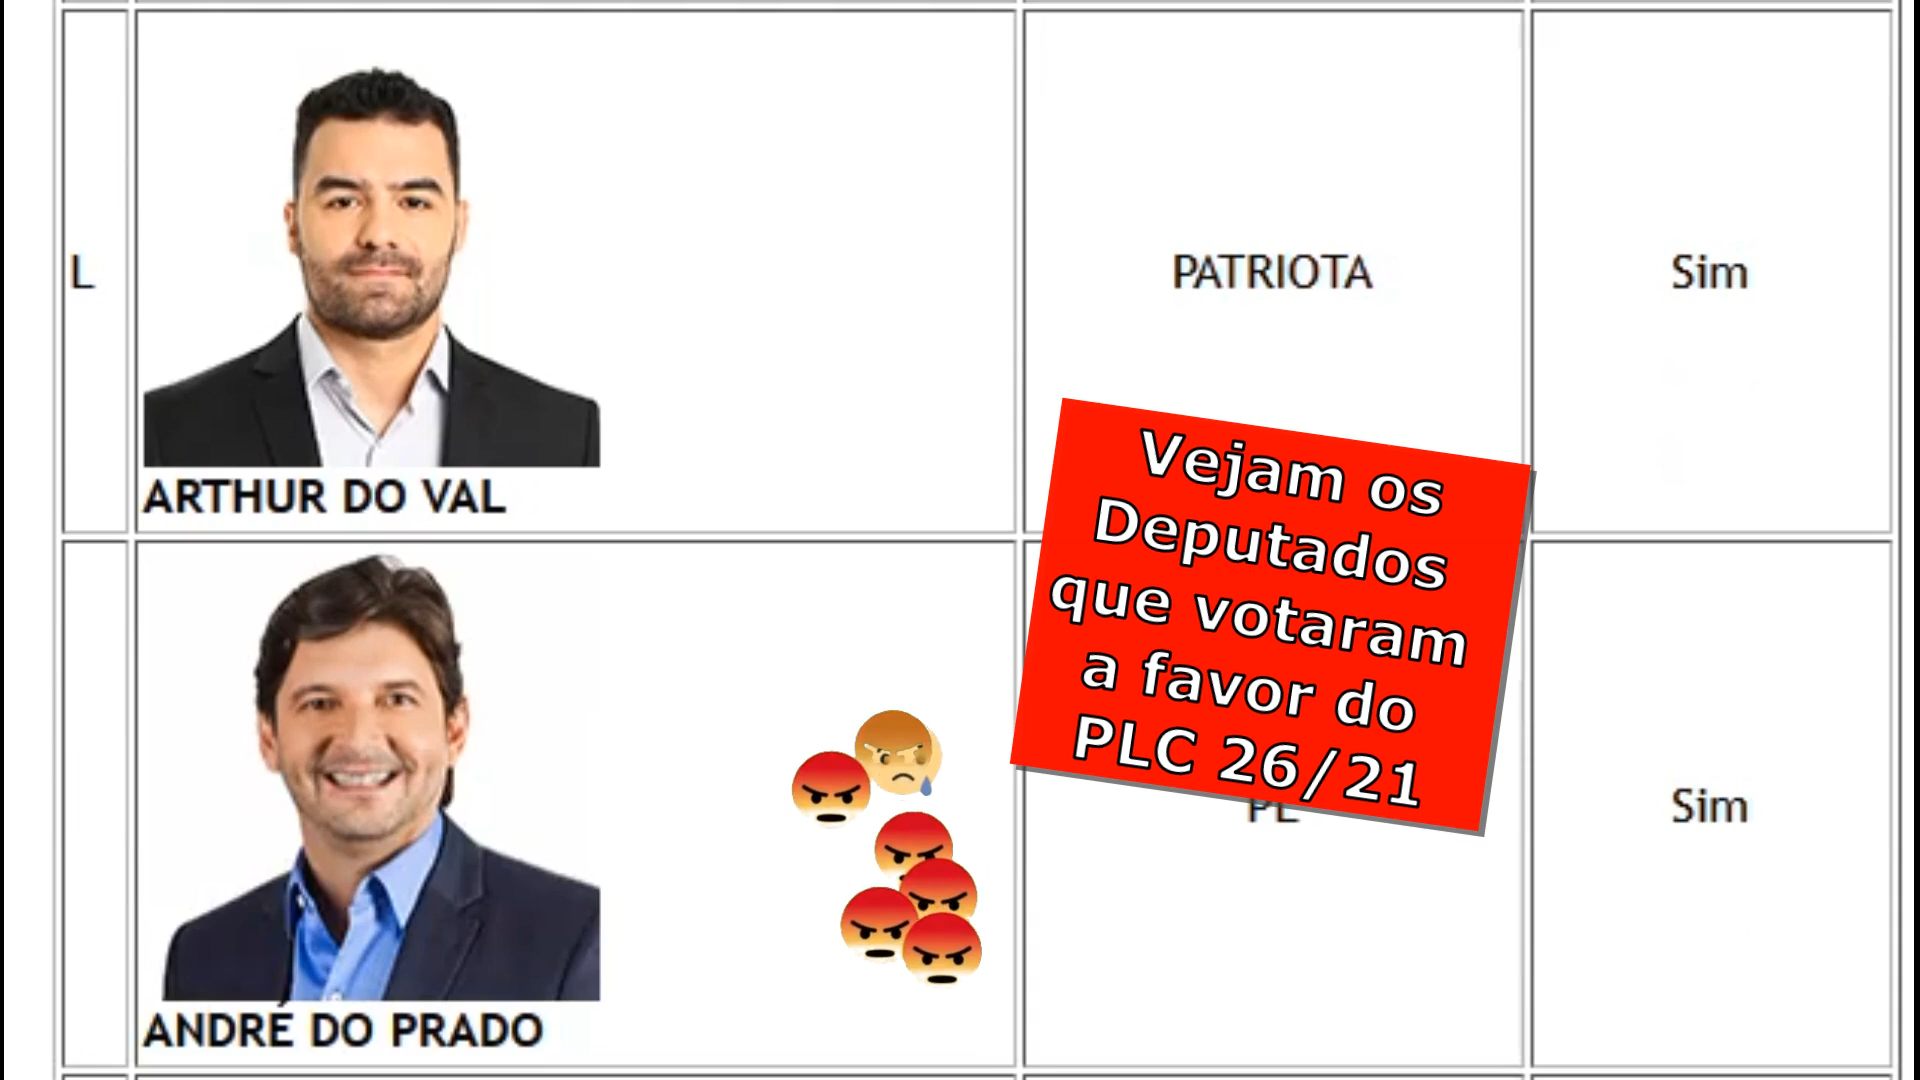 L
PATRIOTA
Sim
ARTHUR DO VAL
Vejam os
Deputados
que votaram
a favor do
PLC 26/21
PL
Sim
ANDRÉ DO PRADO